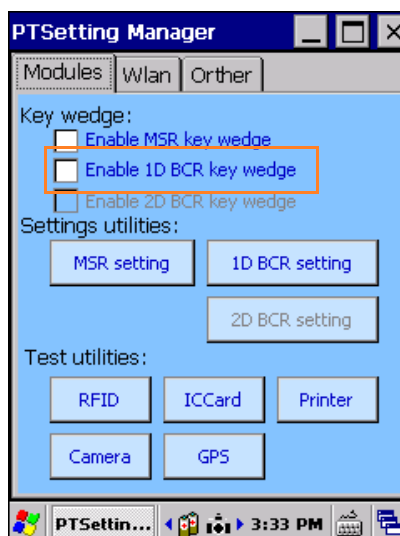 PTSetting Manager
Modules Wlan Orther
Key wedge:
Enable MSR key wedge
Enable 1D BCR key wedge
Enable 2D BCR key wedge
Settings utilities:
MSR setting 1D BCR setting
2D BCR setting
Test utilities:
RFID ICCard Printer
Camera GPS
PTSettin... 3:33 PM